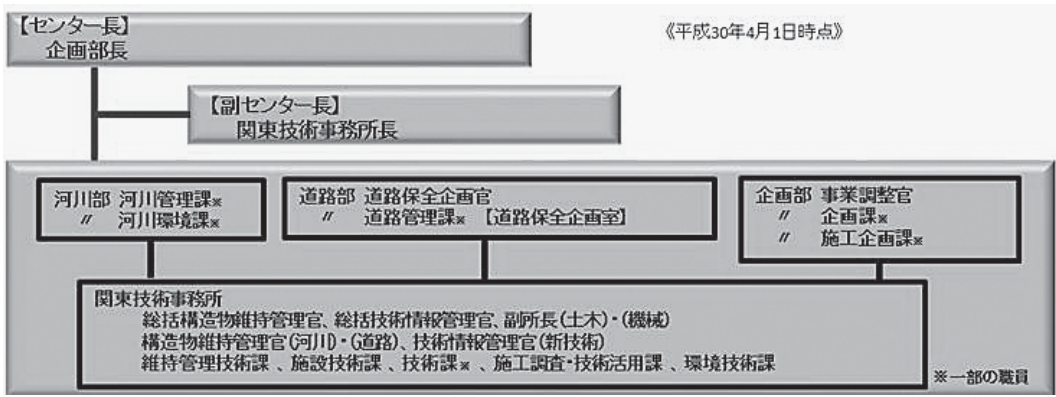 【センター長】
企画部長
《平成30年4月1日時点》
【副センター長】
関東技術事務所長
河川部 河川管理課※
〃 河川環境課※
道路部 道路保全企画官
〃 道路管理課※ 【道路保全企画室】
企画部 事業調整官
〃 企画課※
〃 施工企画課※
関東技術事務所
総括構造物維持管理官、総括技術情報管理官、副所長(土木)・(機械)
構造物維持管理官(河川)・(道路)、技術情報管理官(新技術)
維持管理技術課 、施設技術課 、技術課※ 、施工調査・技術活用課 、環境技術課
※一部の職員